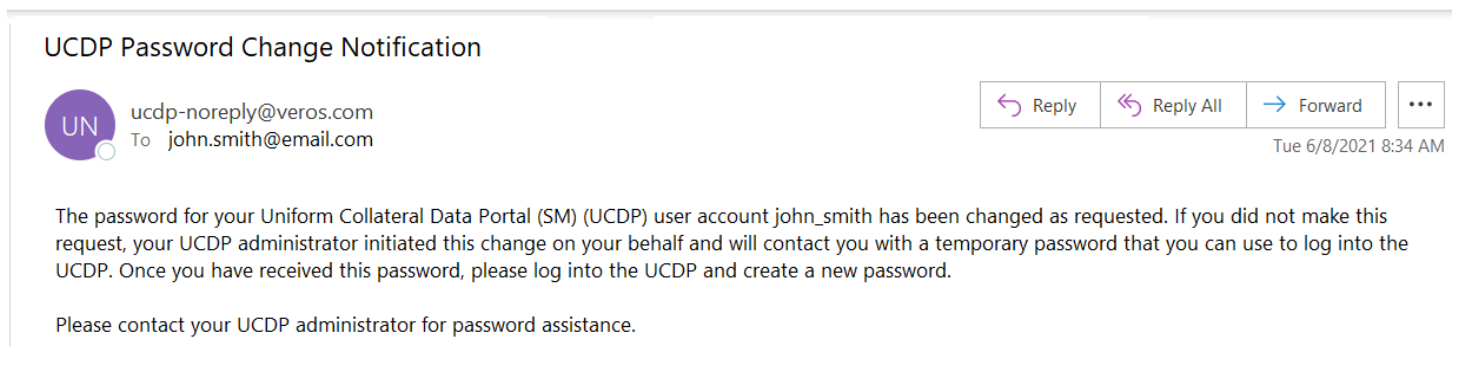 UCDP Password Change Notification
UN
ucdp-noreply@veros.com
To john.smith@email.com
Reply
Reply All
Forward
Tue 6/8/2021 8:34 AM
The password for your Uniform Collateral Data Portal (SM) (UCDP) user account john_smith has been changed as requested. If you did not make this
request, your UCDP administrator initiated this change on your behalf and will contact you with a temporary password that you can use to log into the
UCDP. Once you have received this password, please log into the UCDP and create a new password.
Please contact your UCDP administrator for password assistance.